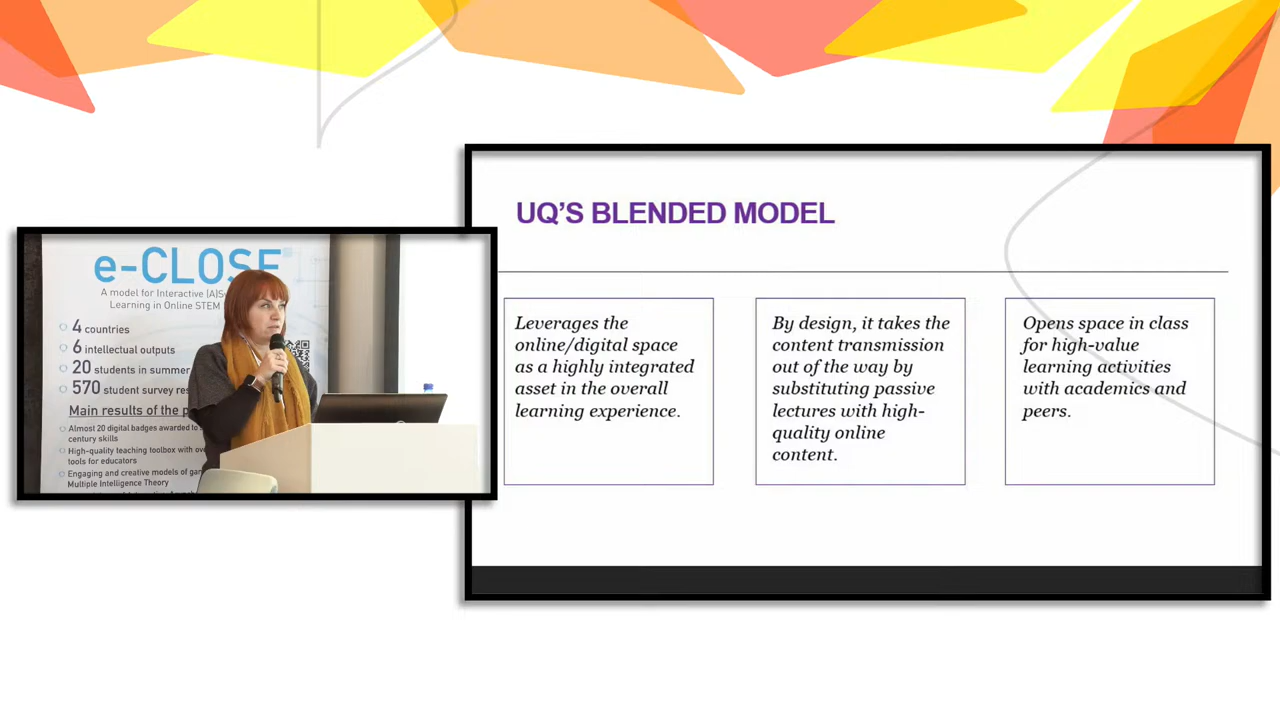 e-CLOSE
A model for Interactive (A)S
Learning in Online STEM
4 countries
6 intellectual outputs
20 students in summer
570 student survey res
Main results of the p
Almost 20 digital badges awarded to
century skills
High-quality teaching toolbox with ov
tools for educators
Engaging and creative models of gam
Multiple Intelligence Theory
UQ'S BLENDED MODEL
Leverages the
online/digital space
as a highly integrated
asset in the overall
learning experience.
By design, it takes the
content transmission
out of the way by
substituting passive
lectures with high-
quality online
content.
Opens space in class
for high-value
learning activities
with academics and
peers.